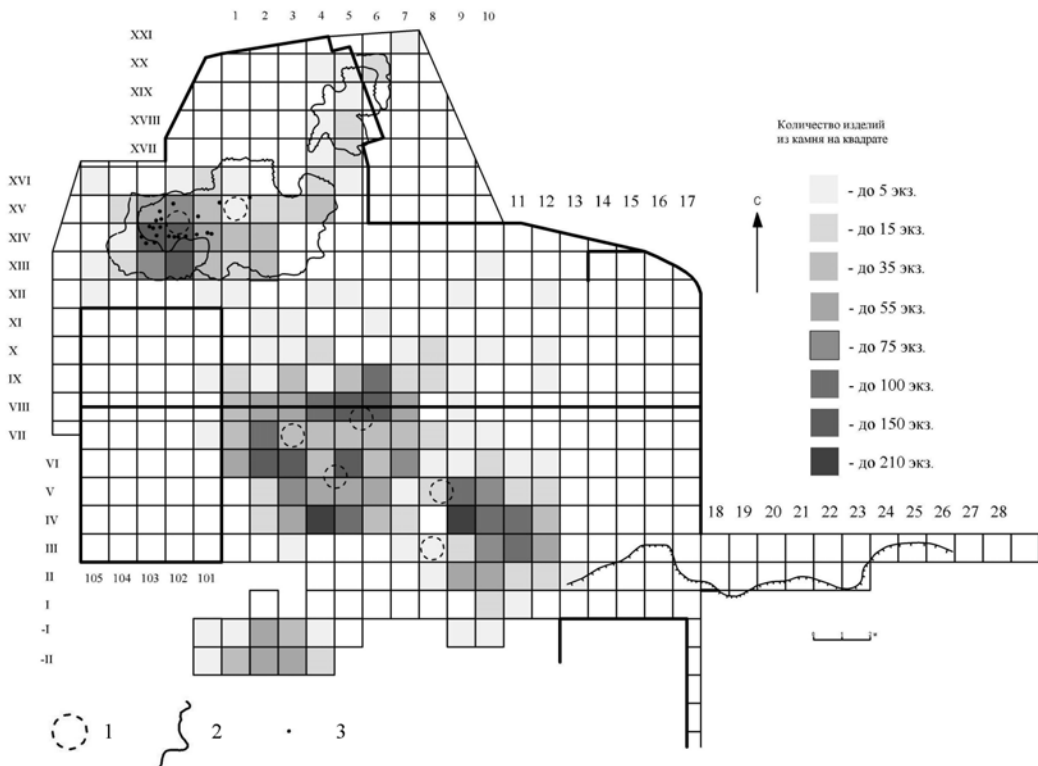 1 2 3 4 5 6 7 8 9 10
XXI
XX
XIX
XVIII
XVII
XVI
XV
XIV
XIII
XII
XI
X
IX
VIII
VII
VI
V
IV
III
II
I
-I
-II
11 12 13 14 15 16 17
18 19 20 21 22 23 24 25 26 27 28
105 104 103 102 101
С
Количество изделий
из камня на квадрате
- до 5 экз.
- до 15 экз.
- до 35 экз.
- до 55 экз.
- до 75 экз.
- до 100 экз.
- до 150 экз.
- до 210 экз.
1 2 3